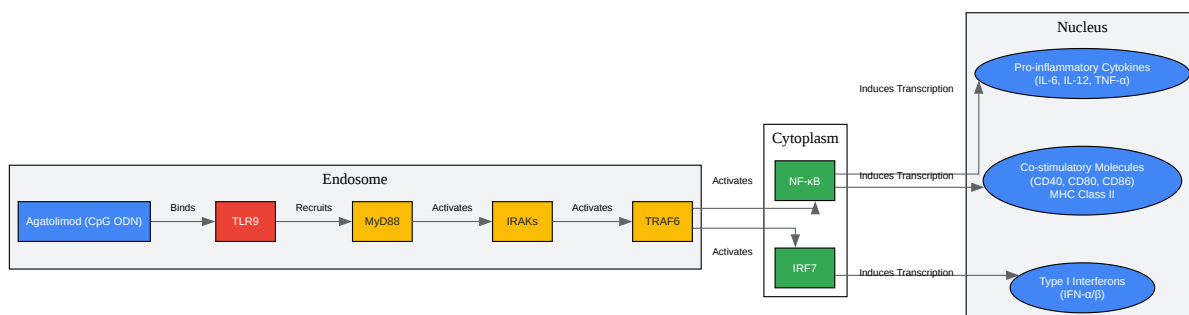 Endosome
Agatolimod (CpG ODN)
Binds
TLR9
Recruits
MyD88
Activates
IRAKs
Activates
TRAF6
Activates
Activates
Cytoplasm
NF-κB
IRF7
Induces Transcription
Induces Transcription
Induces Transcription
Nucleus
Pro-inflammatory Cytokines
(IL-6, IL-12, TNF-α)
Co-stimulatory Molecules
(CD40, CD80, CD86)
MHC Class II
Type I Interferons
(IFN-α/β)